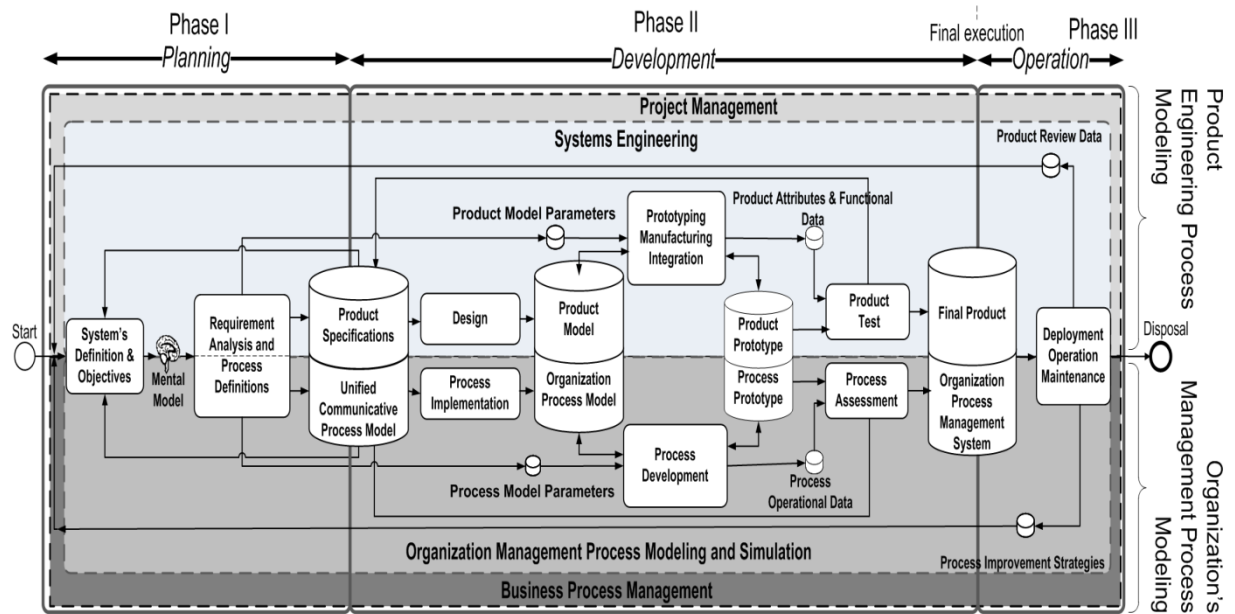 Phase I
Phase II
Final execution
Phase III
Planning
Development
Operation
Project Management
Systems Engineering
Product Review Data
Product Model Parameters
Prototyping
Manufacturing
Integration
Product Attributes & Functional
Data
Start
System's
Definition &
Objectives
Mental
Model
Requirement
Analysis and
Process
Definitions
Product
Specifications
Unified
Communicative
Process Model
Design
Process
Implementation
Product
Model
Organization
Process Model
Product
Prototype
Process
Prototype
Product
Test
Process
Assessment
Final Product
Organization
Process
Management
System
Deployment
Operation
Maintenance
Disposal
Process
Development
Process Model Parameters
Process
Operational Data
Organization Management Process Modeling and Simulation
Process Improvement Strategies
Business Process Management
Product
Engineering Process
Modeling
Organization's
Management Process
Modeling